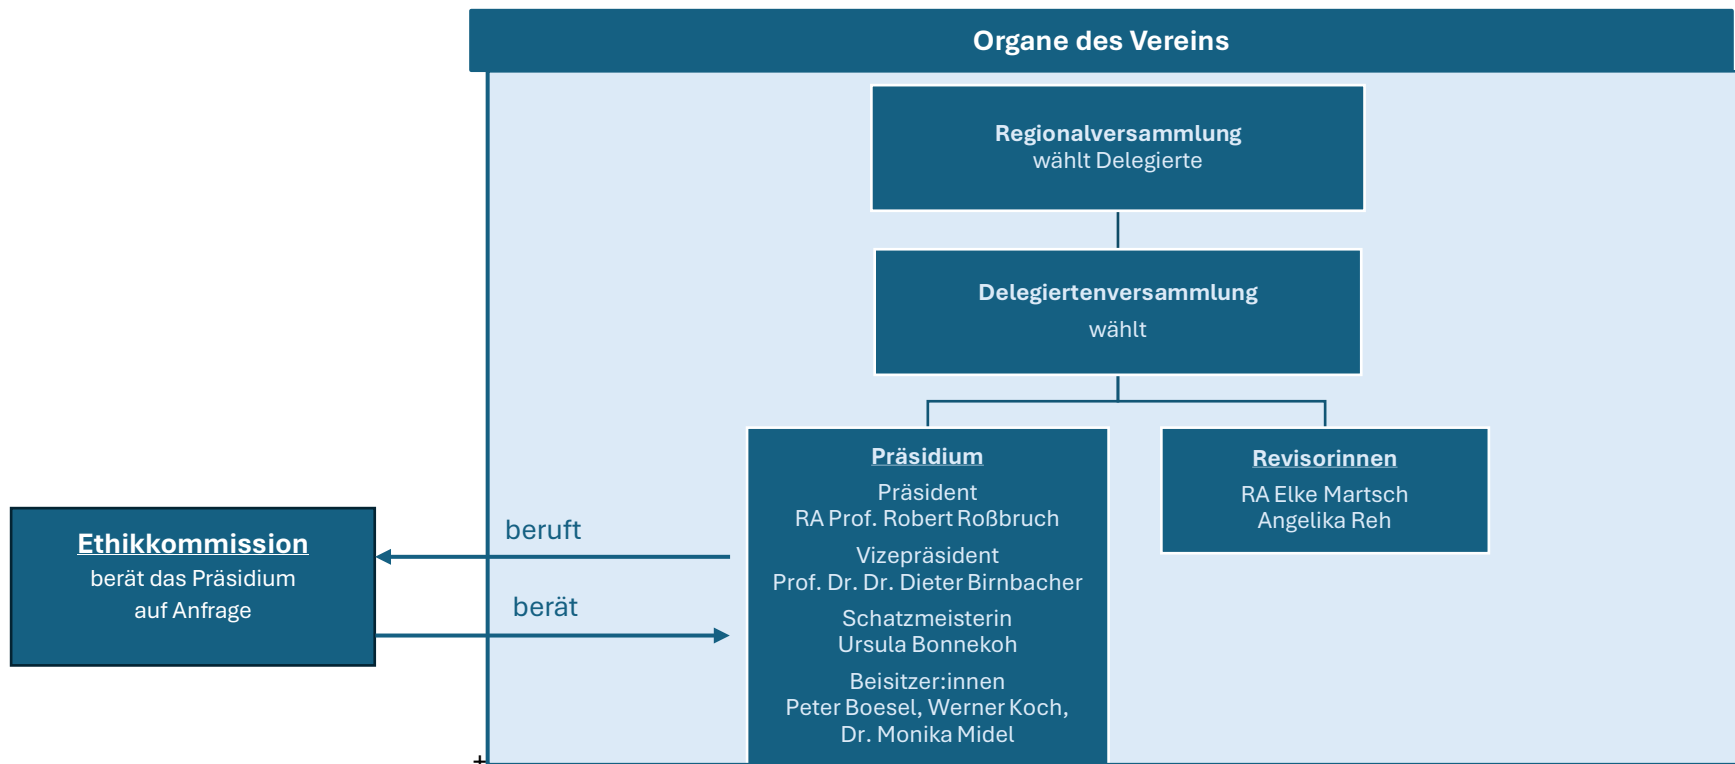 Organe des Vereins
Regionalversammlung
wählt Delegierte
Delegiertenversammlung
wählt
Präsidium
Präsident
RA Prof. Robert Roßbruch
Vizepräsident
Prof. Dr. Dr. Dieter Birnbacher
Schatzmeisterin
Ursula Bonnekoh
Beisitzer:innen
Peter Boesel, Werner Koch,
Dr. Monika Midel
Revisorinnen
RA Elke Martsch
Angelika Reh
beruft
berät
Ethikkommission
berät das Präsidium
auf Anfrage